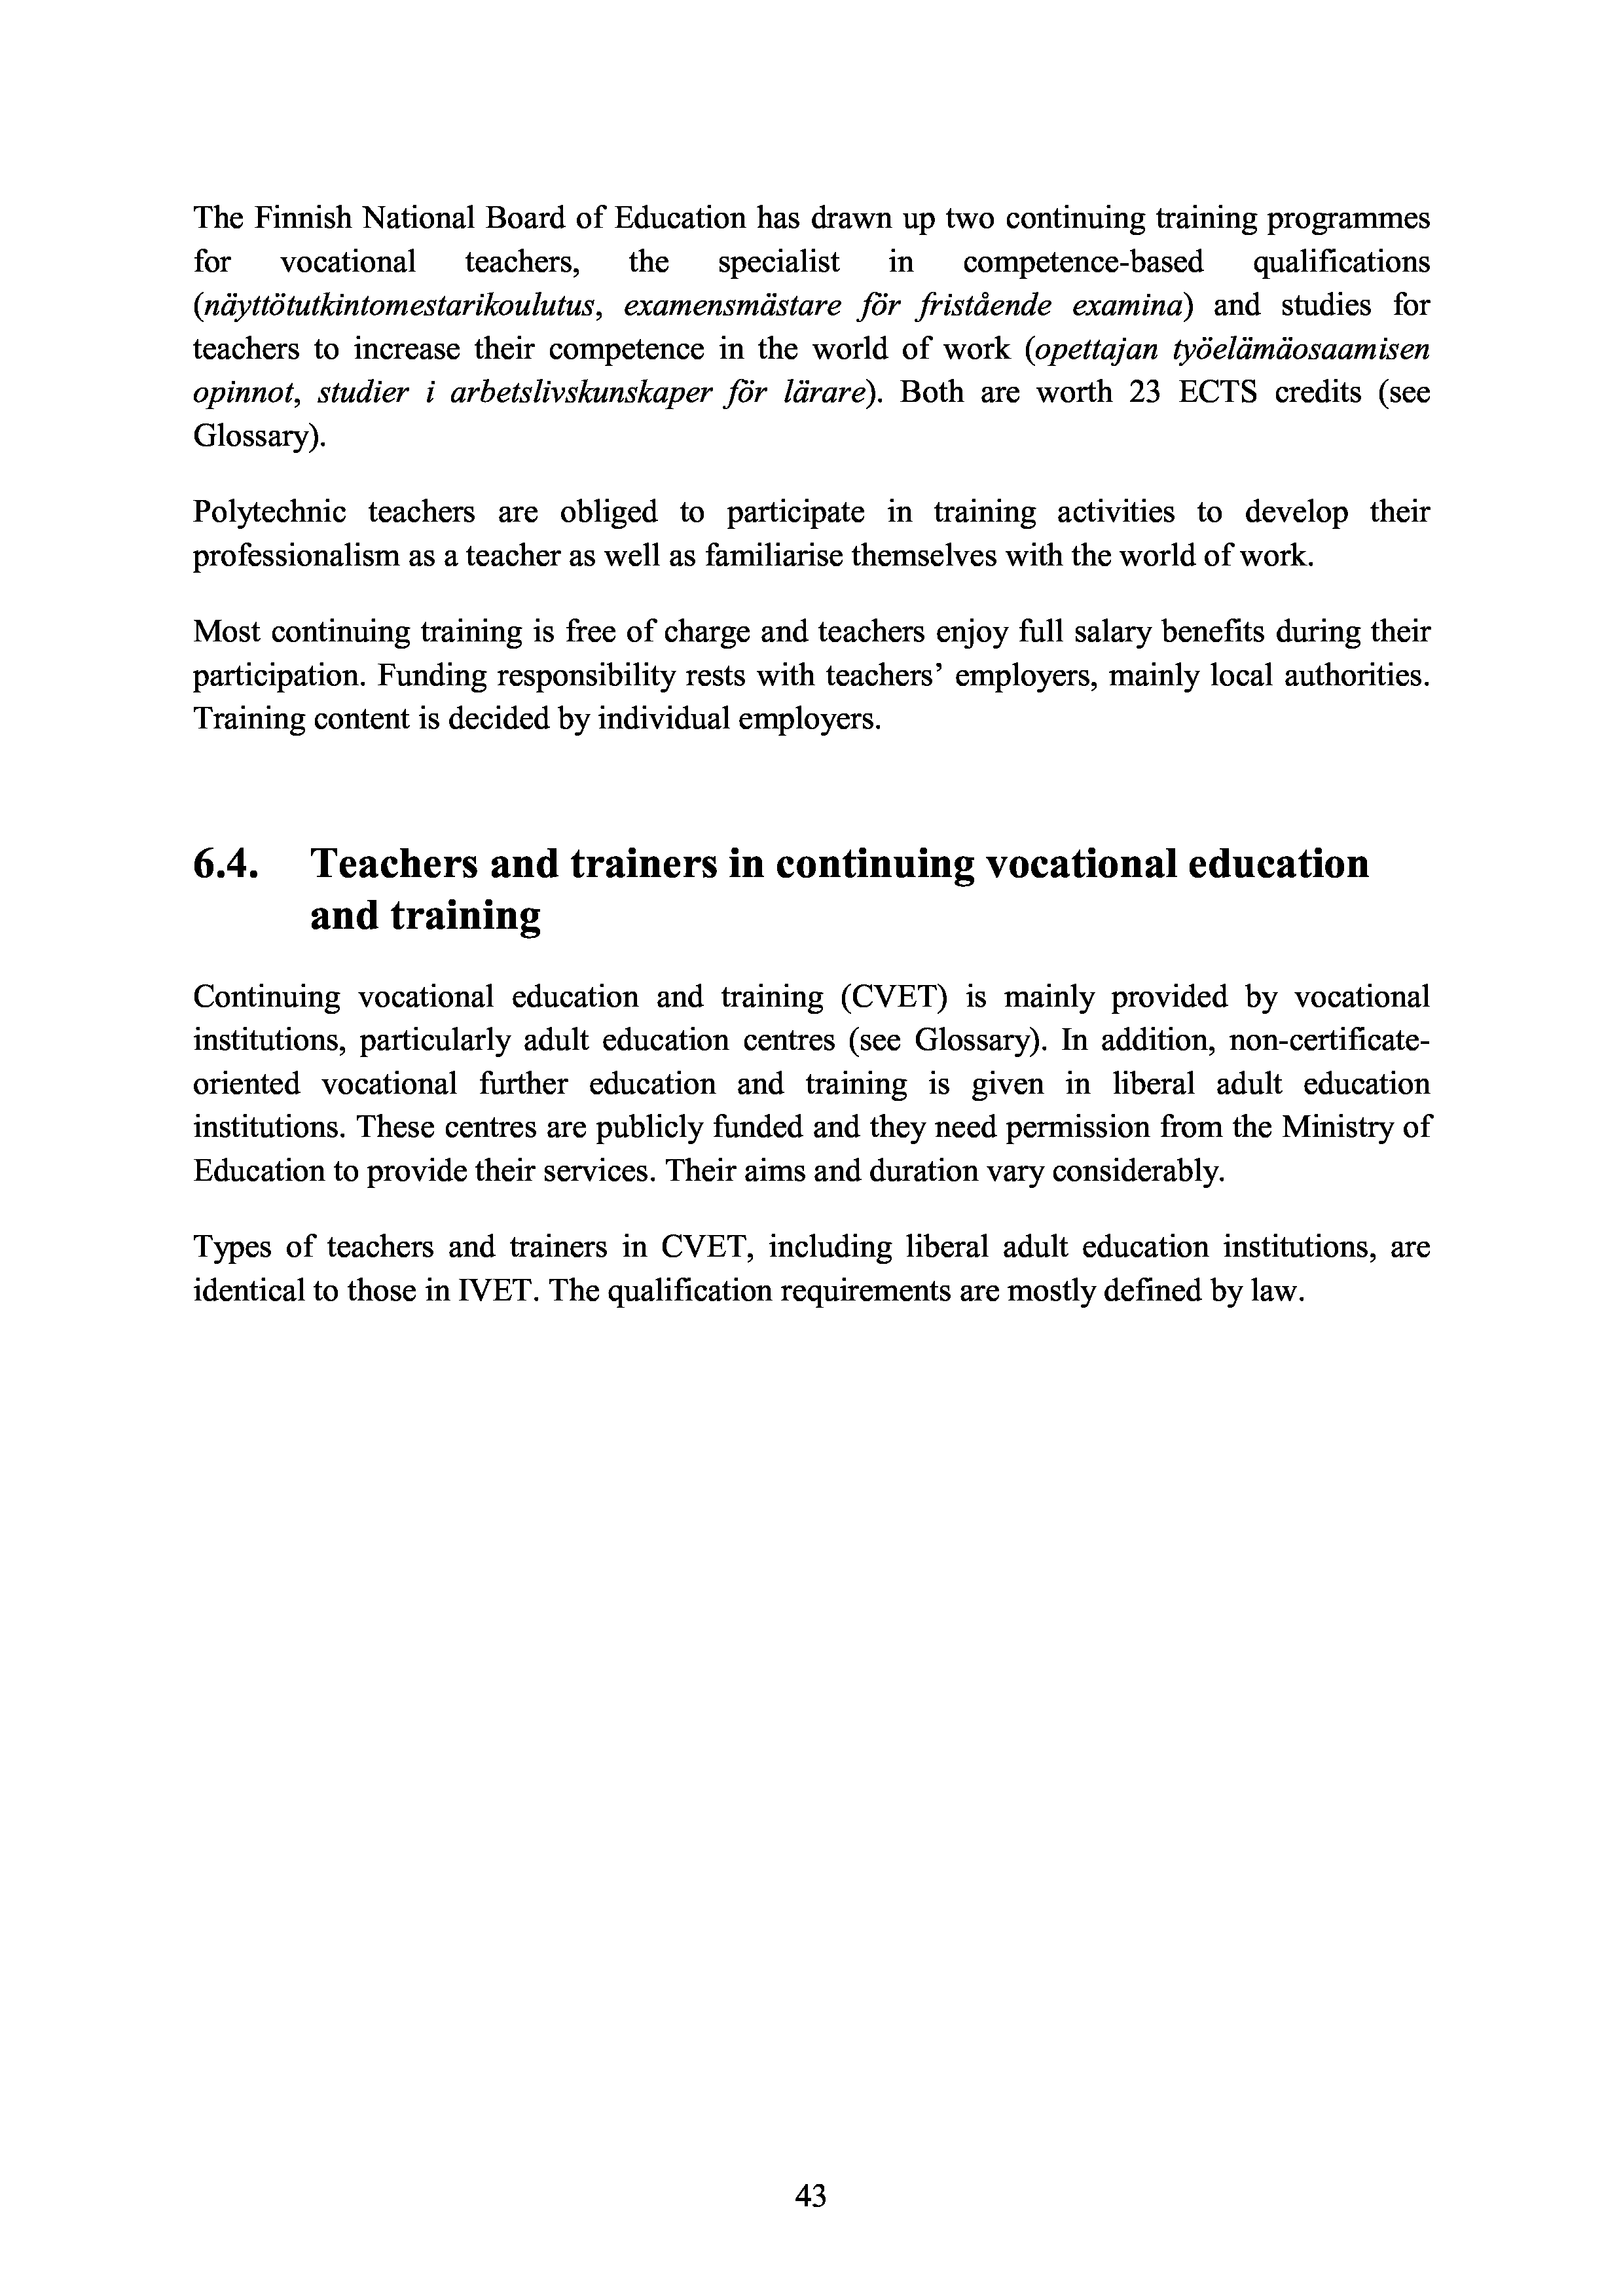 The Finnish National Board of Education has drawn up two continuing training programmes
for vocational teachers, the specialist in competence-based qualifications
(näyttötutkintomestarikoulutus, examensmästare för fristående examina) and studies for
teachers to increase their competence in the world of work (opettajan työelämäosaamisen
opinnot, studier i arbetslivskunskaper för lärare). Both are worth 23 ECTS credits (see
Glossary).
Polytechnic teachers are obliged to participate in training activities to develop their
professionalism as a teacher as well as familiarise themselves with the world of work.
Most continuing training is free of charge and teachers enjoy full salary benefits during their
participation. Funding responsibility rests with teachers’ employers, mainly local authorities.
Training content is decided by individual employers.
6.4. Teachers and trainers in continuing vocational education
and training
Continuing vocational education and training (CVET) is mainly provided by vocational
institutions, particularly adult education centres (see Glossary). In addition, non-certificate-
oriented vocational further education and training is given in liberal adult education
institutions. These centres are publicly funded and they need permission from the Ministry of
Education to provide their services. Their aims and duration vary considerably.
Types of teachers and trainers in CVET, including liberal adult education institutions, are
identical to those in IVET. The qualification requirements are mostly defined by law.
43